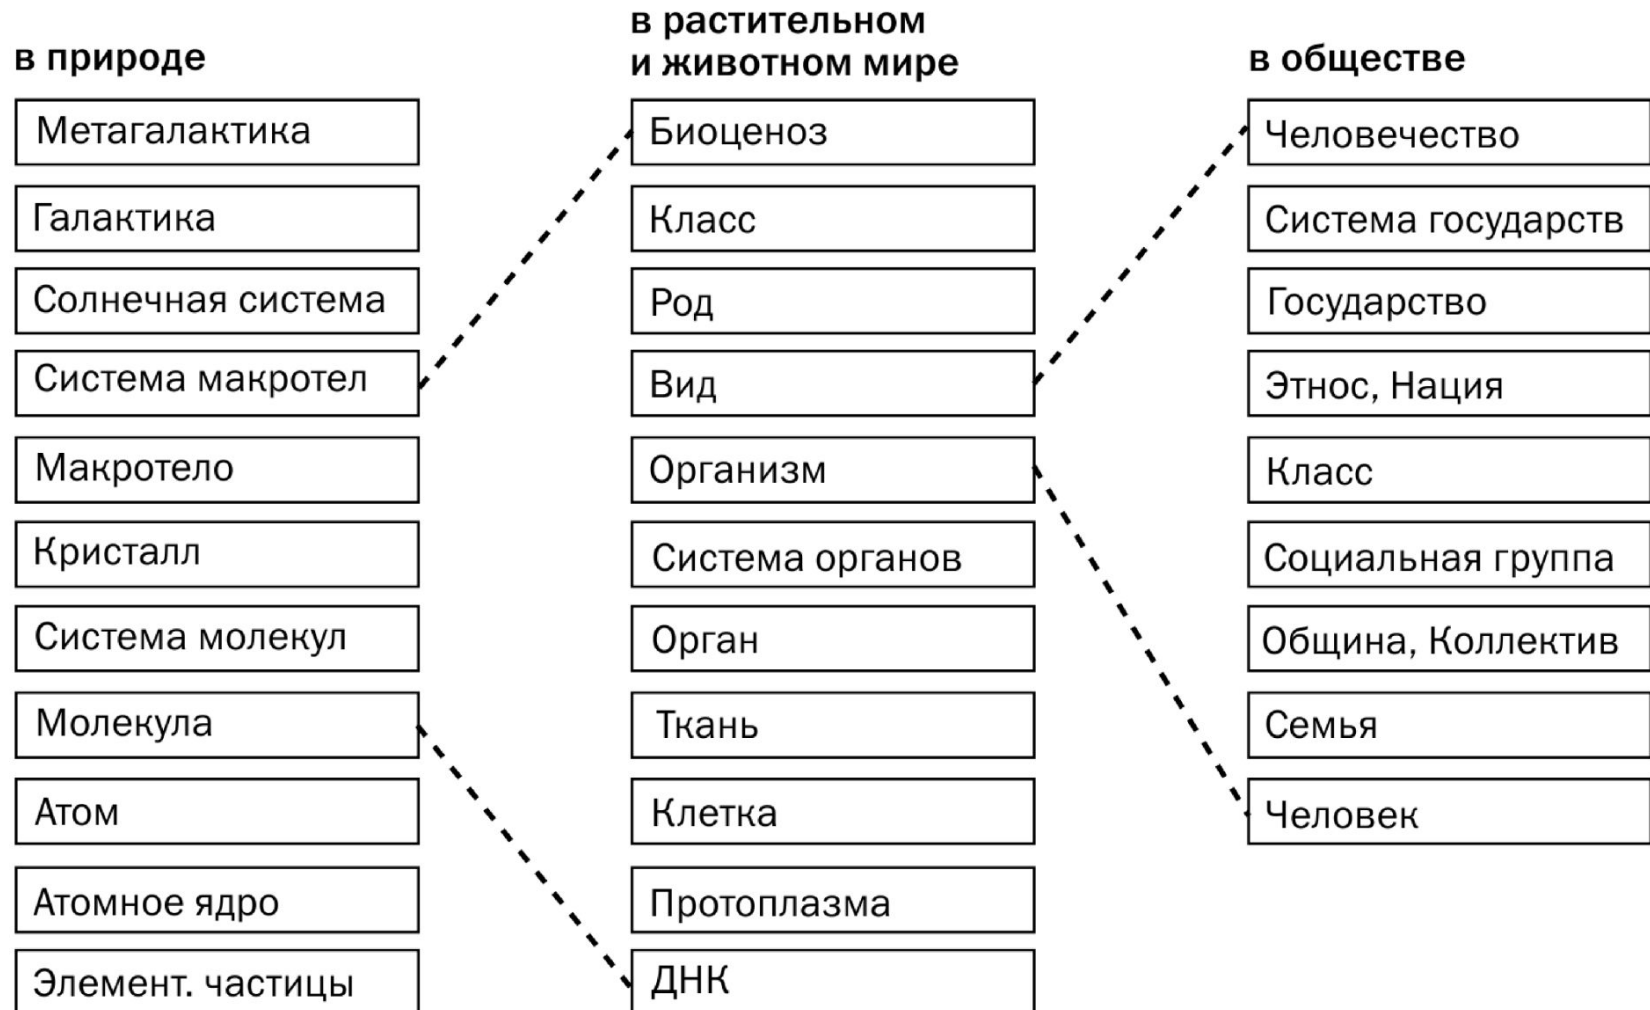 в природе
Метагалактика
Галактика
Солнечная система
Система макротел
Макротело
Кристалл
Система молекул
Молекула
Атом
Атомное ядро
Элемент. частицы
в растительном
и животном мире
Биоценоз
Класс
Род
Вид
Организм
Система органов
Орган
Ткань
Клетка
Протоплазма
ДНК
в обществе
Человечество
Система государств
Государство
Этнос, Нация
Класс
Социальная группа
Община, Коллектив
Семья
Человек